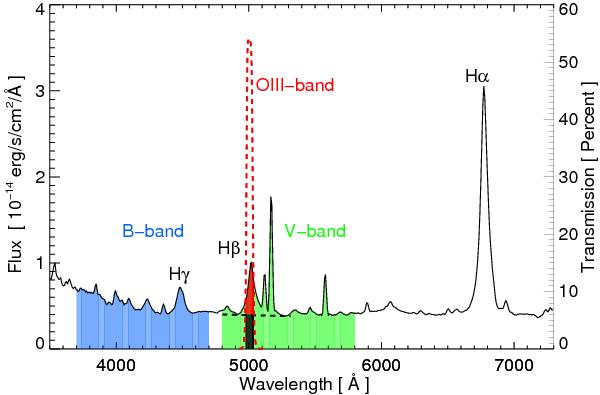 4 60
50
OIII−band
Hα
3
40
Flux [ 10−14 erg/s/cm2/Å ]
Transmission [ Percent ]
2 30
B−band Hβ V−band
20
Hγ
1
10
0 0
4000 5000 6000 7000
Wavelength [ Å ]